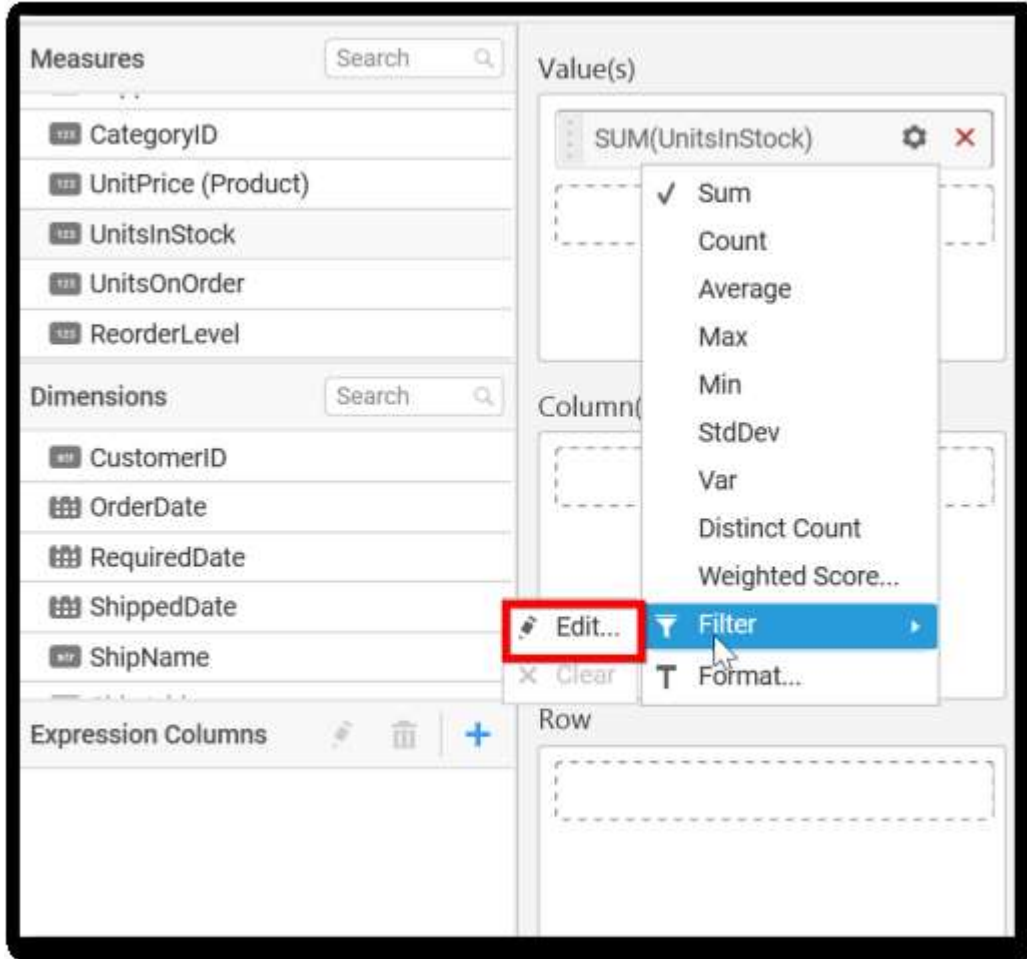 Measures
Search
CategoryID
UnitPrice (Product)
UnitsInStock
UnitsOnOrder
ReorderLevel
Dimensions
Search
CustomerID
OrderDate
RequiredDate
ShippedDate
ShipName
Expression Columns
Value(s)
SUM(UnitsInStock)
Sum
Count
Average
Max
Min
StdDev
Var
Distinct Count
Weighted Score...
Filter
Format...
Edit...
Clear
Column(
Row